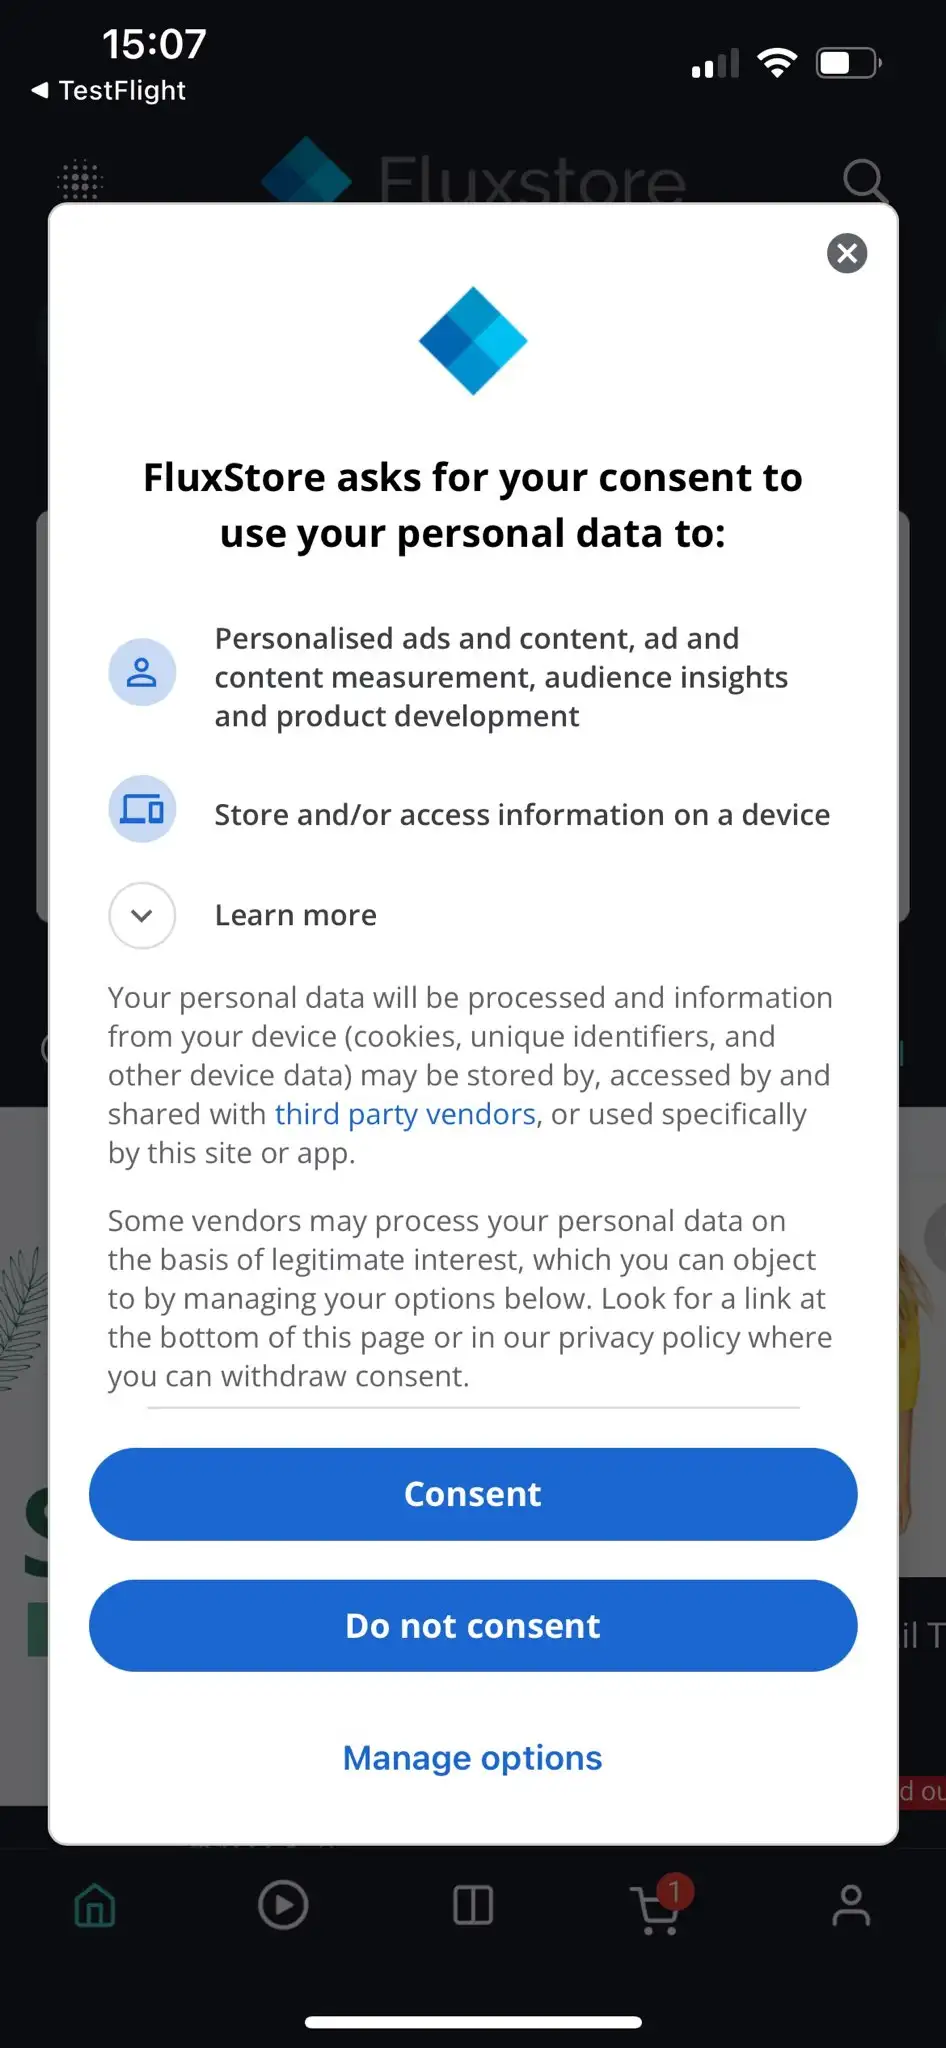 15:07
◀ TestFlight
Fluxstore
FluxStore asks for your consent to
use your personal data to:
Personalised ads and content, ad and
content measurement, audience insights
and product development
Store and/or access information on a device
Learn more
Your personal data will be processed and information
from your device (cookies, unique identifiers, and
other device data) may be stored by, accessed by and
shared with third party vendors, or used specifically
by this site or app.
Some vendors may process your personal data on
the basis of legitimate interest, which you can object
to by managing your options below. Look for a link at
the bottom of this page or in our privacy policy where
you can withdraw consent.
Consent
Do not consent
Manage options
1